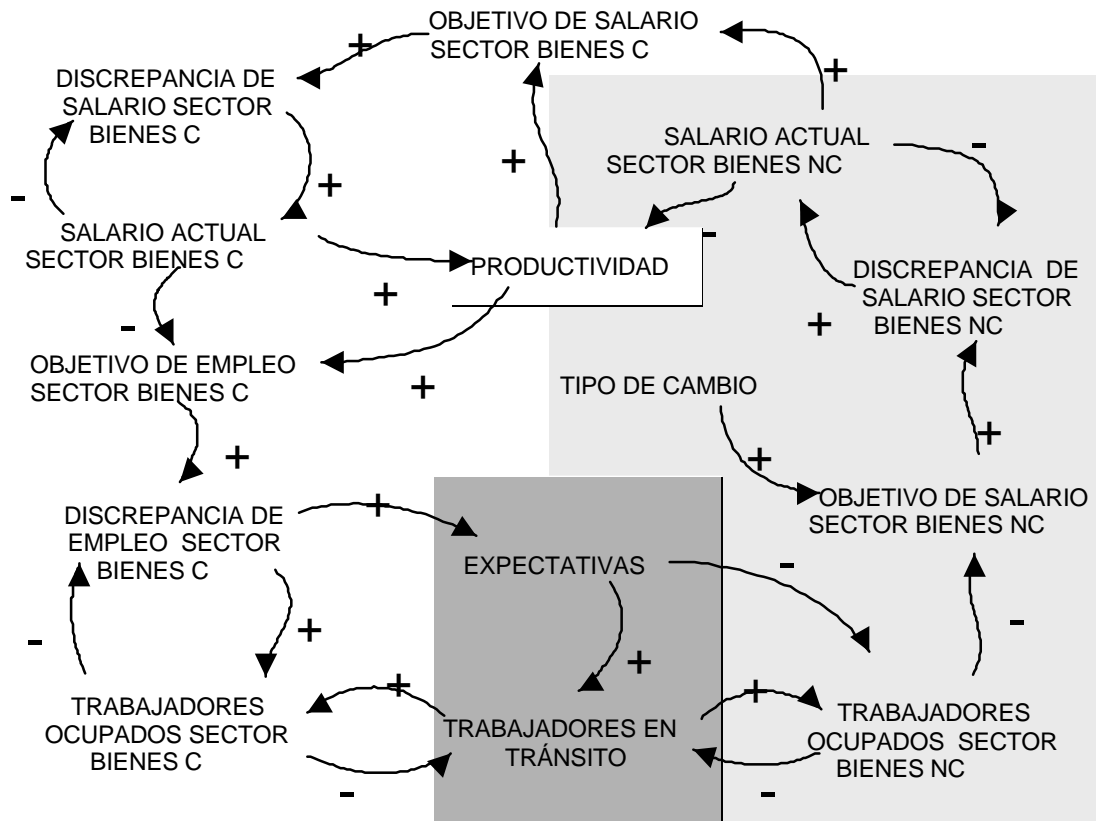 OBJETIVO DE SALARIO
SECTOR BIENES C
+
DISCREPANCIA DE
SALARIO SECTOR
BIENES C
+
SALARIO ACTUAL
SECTOR BIENES NC
-
+
+
-
SALARIO ACTUAL
SECTOR BIENES C
-
PRODUCTIVIDAD
DISCREPANCIA DE
SALARIO SECTOR
BIENES NC
+
+
-
OBJETIVO DE EMPLEO
SECTOR BIENES C
+
TIPO DE CAMBIO
+
+
+
OBJETIVO DE SALARIO
SECTOR BIENES NC
DISCREPANCIA DE
EMPLEO SECTOR
BIENES C
+
EXPECTATIVAS
-
-
+
-
+
TRABAJADORES
OCUPADOS SECTOR
BIENES C
+
TRABAJADORES EN
TRÁNSITO
+
TRABAJADORES
OCUPADOS SECTOR
BIENES NC
-
-